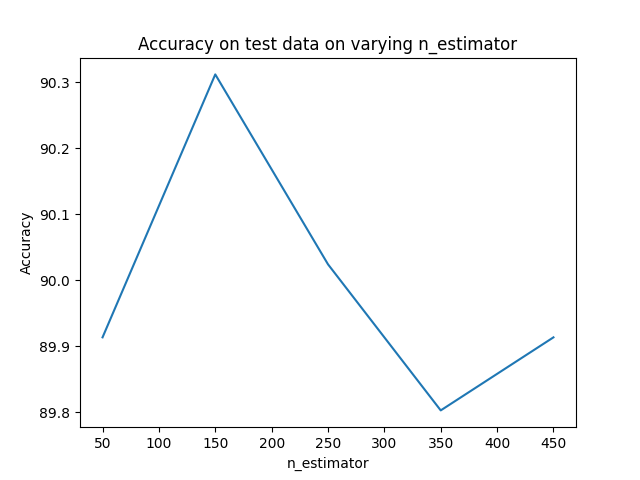 Accuracy on test data on varying n_estimator
90.3
90.2
90.1
90.0
89.9
89.8
Accuracy
50 100 150 200 250 300 350 400 450
n_estimator